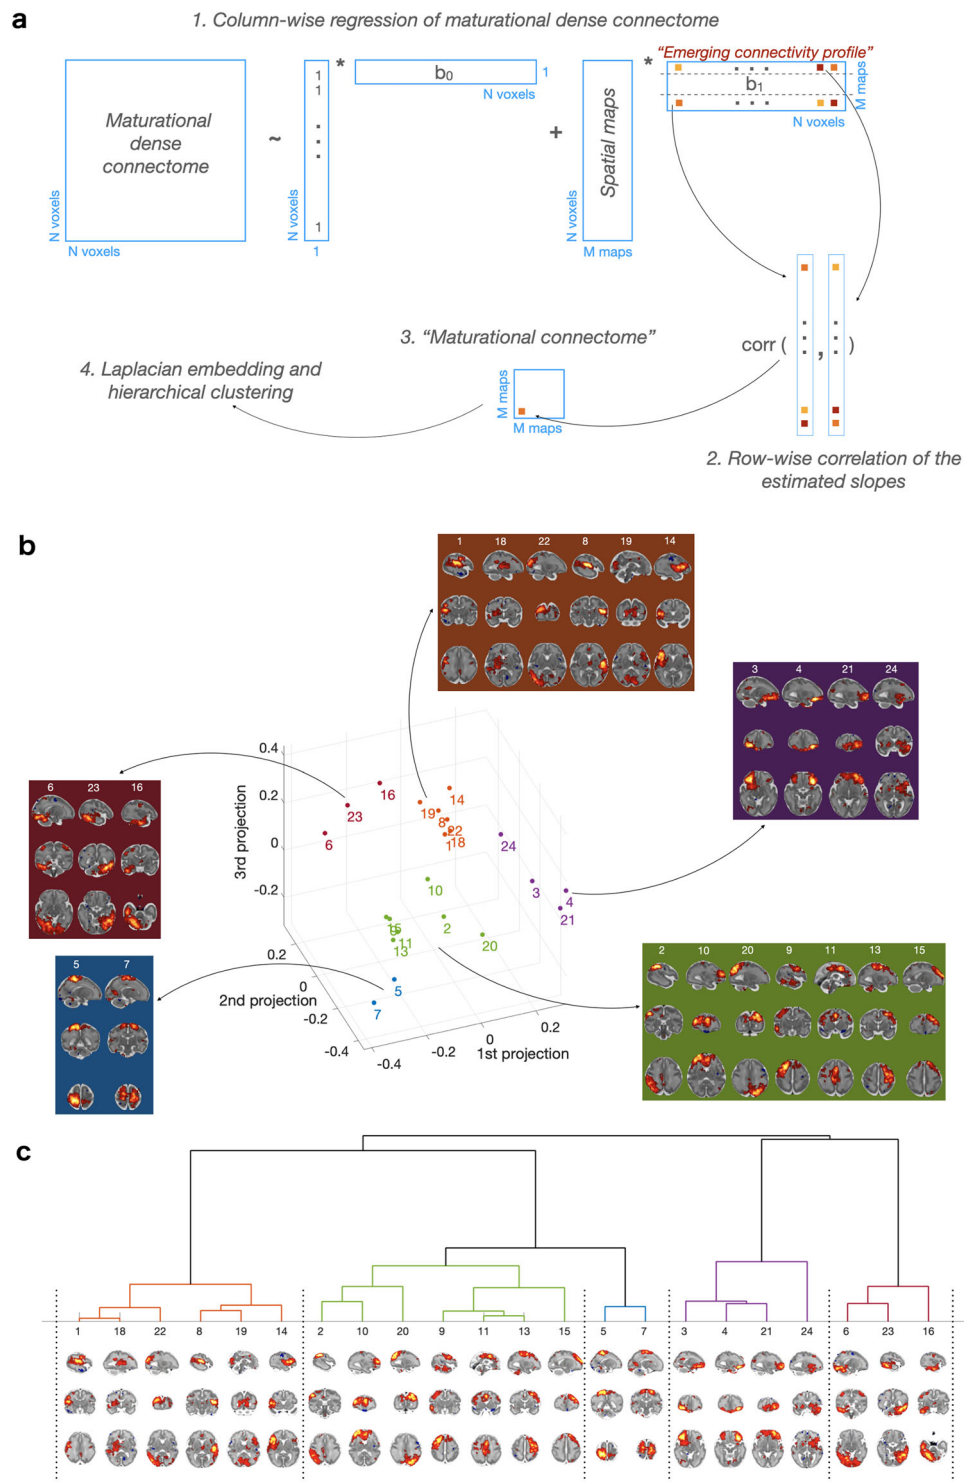 a
1. Column-wise regression of maturational dense connectome
"Emerging connectivity profile"
Maturational
dense
connectome
N voxels
N voxels
~
1
1
1
N voxels
1
*
b0
1
N voxels
+
Spatial maps
N voxels
M maps
*
b1
M maps
N voxels
corr ( , )
2. Row-wise correlation of the
estimated slopes
3. "Maturational connectome"
M maps
M maps
4. Laplacian embedding and
hierarchical clustering
b
1 18 22 8 19 14
3 4 21 24
6 23 16
5 7
2 10 20 9 11 13 15
3rd projection
0.4
0.2
0
-0.2
2nd projection
0.2
0
-0.2
-0.4
1st projection
-0.4
-0.2
0
0.2
16
23
6
14
19
8
22
1
18
24
3
4
21
10
2
20
15
11
13
5
7
c
1 18 22 8 19 14 2 10 20 9 11 13 15 5 7 3 4 21 24 6 23 16